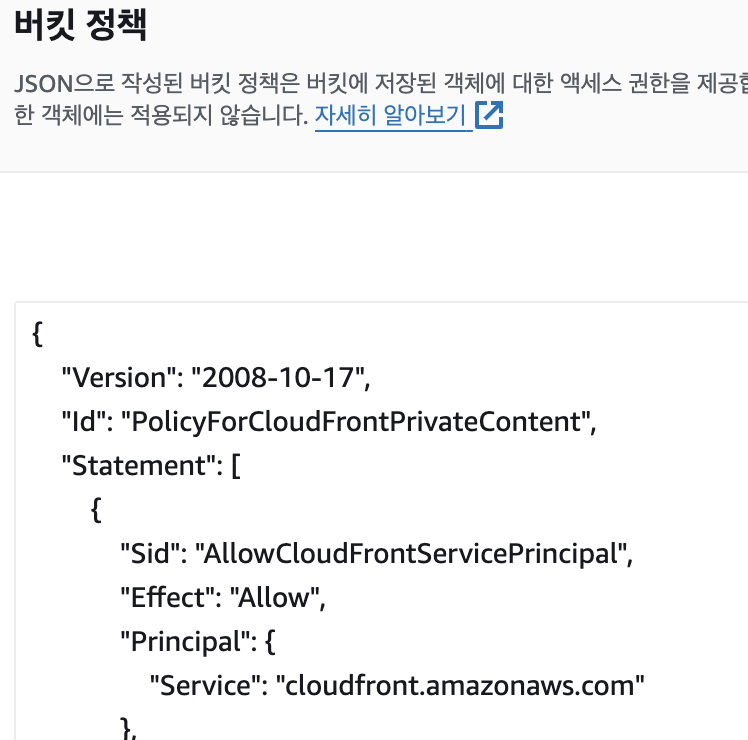 버킷 정책
JSON으로 작성된 버킷 정책은 버킷에 저장된 객체에 대한 액세스 권한을 제공합
한 객체에는 적용되지 않습니다. 자세히 알아보기
{
"Version": "2008-10-17",
"Id": "PolicyForCloudFrontPrivateContent",
"Statement": [
{
"Sid": "AllowCloudFrontServicePrincipal",
"Effect": "Allow",
"Principal": {
"Service": "cloudfront.amazonaws.com"
},